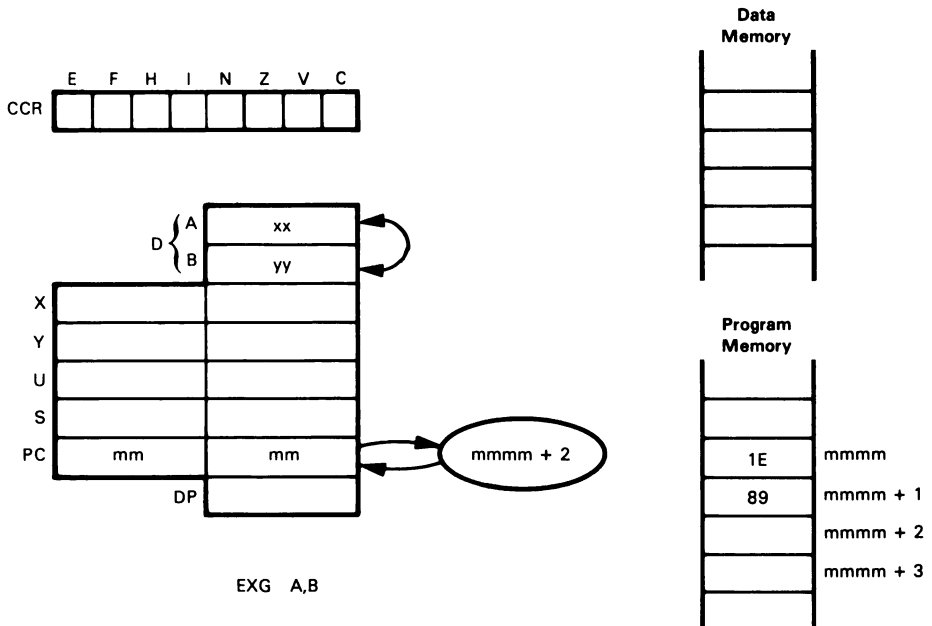 Data
Memory
E F H I N Z V C
CCR
D { A xx
B yy
X
Y
U
S
PC mm mm mmmm + 2
DP
EXG A,B
Program
Memory
1E mmmm
89 mmmm + 1
mmmm + 2
mmmm + 3